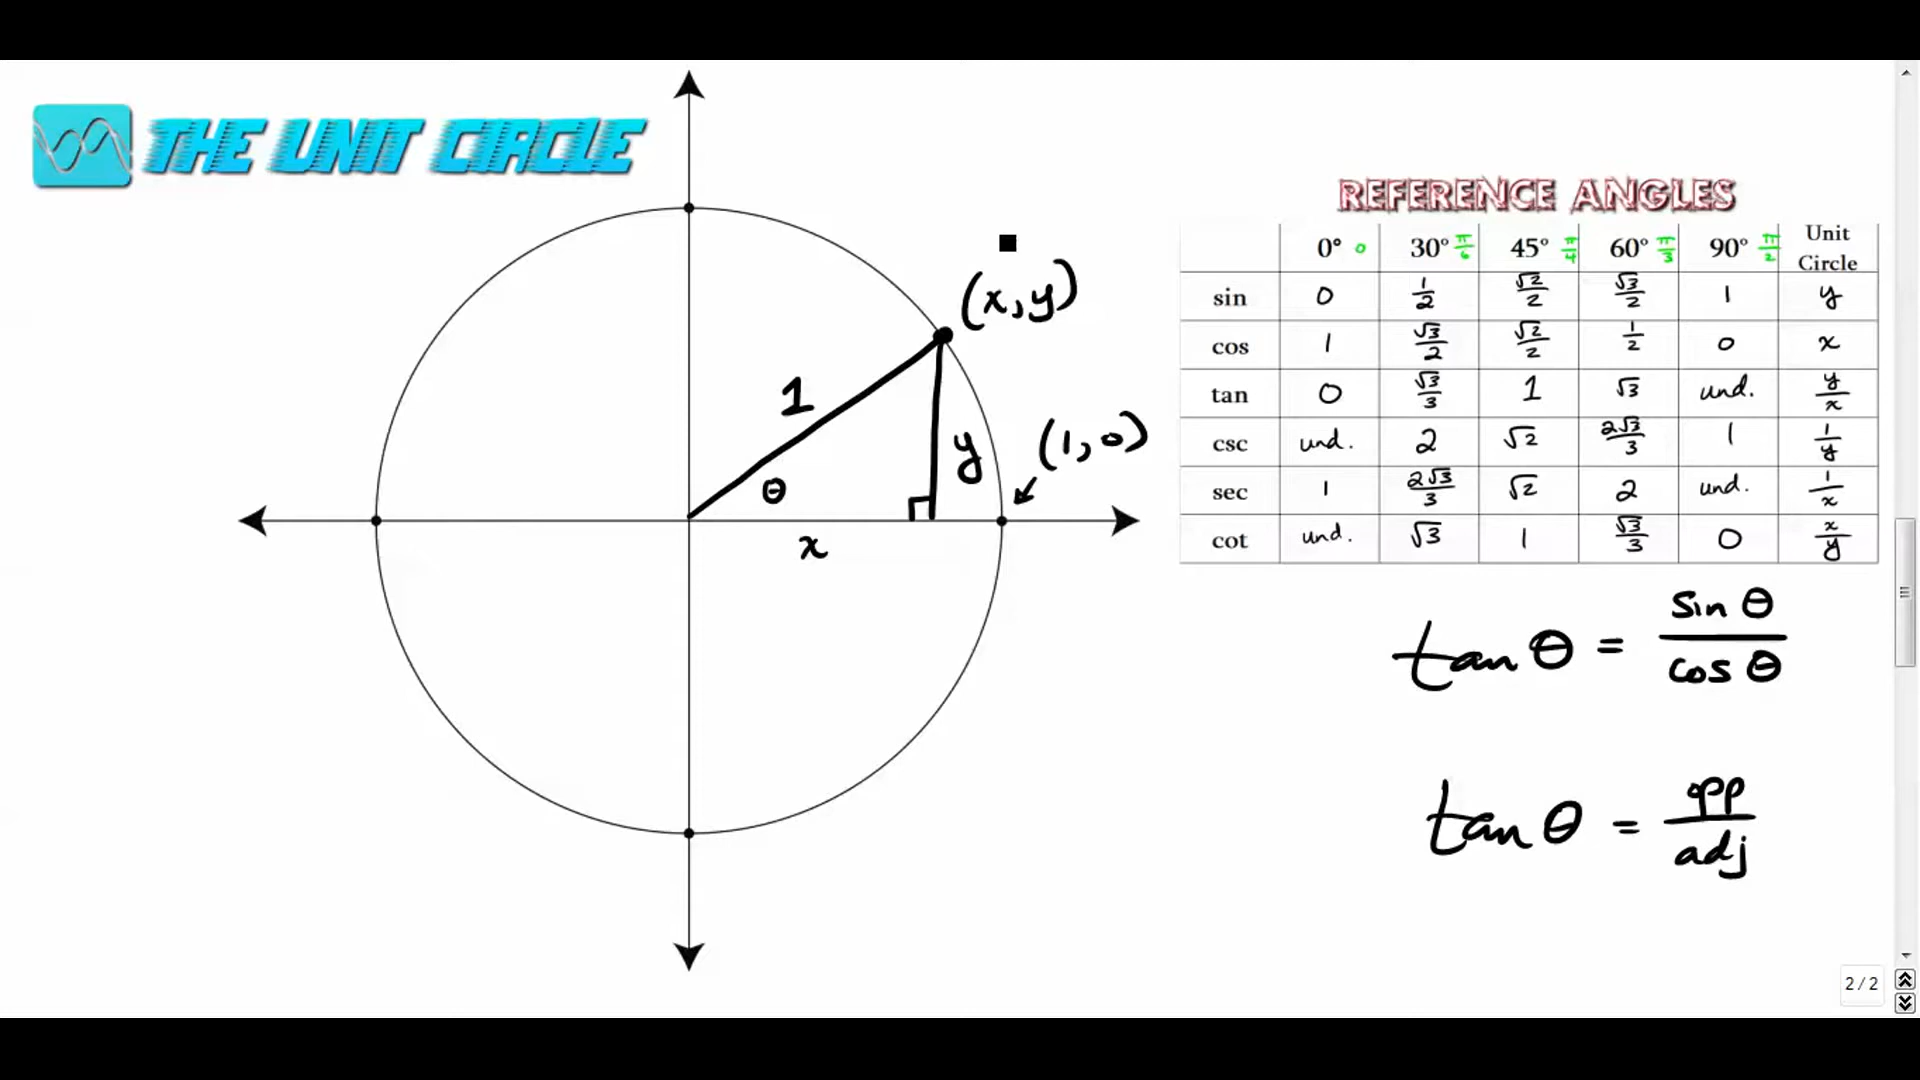 THE UNIT CIRCLE
(x,y)
1
θ
y
(1,0)
x
REFERENCE ANGLES
0° 0 30° π/6 45° π/4 60° π/3 90° π/2 Unit Circle
sin 0 1/2 √2/2 √3/2 1 y
cos 1 √3/2 √2/2 1/2 0 x
tan 0 √3/3 1 √3 und. y/x
csc und. 2 √2 2√3/3 1 1/y
sec 1 2√3/3 √2 2 und. 1/x
cot und. √3 1 √3/3 0 x/y
tan θ = sin θ / cos θ
tan θ = opp / adj
2 / 2